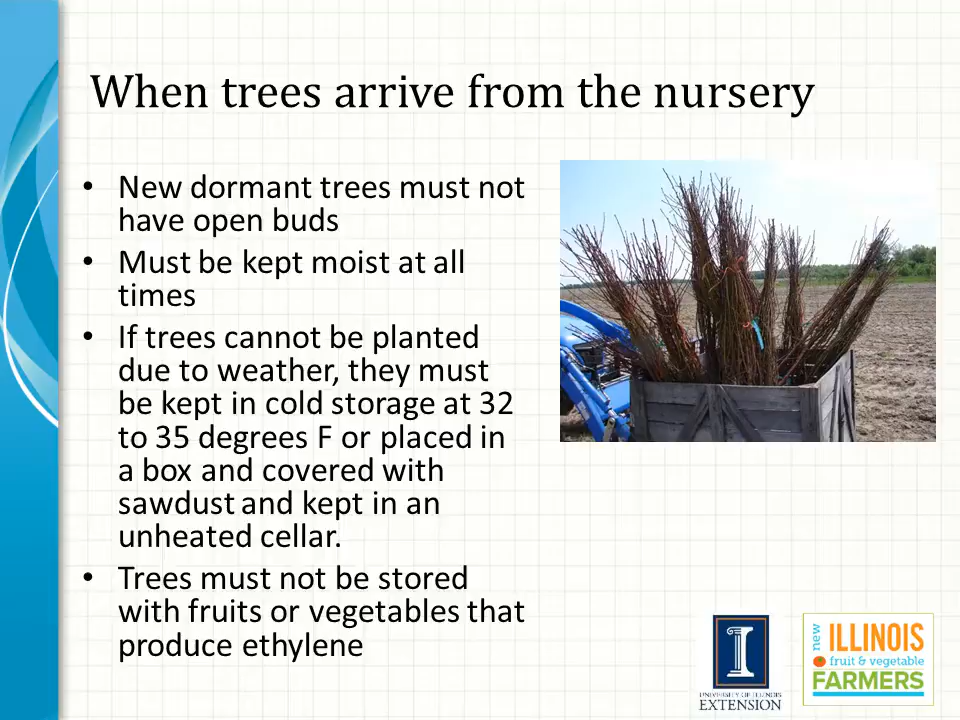 When trees arrive from the nursery
• New dormant trees must not
have open buds
• Must be kept moist at all
times
• If trees cannot be planted
due to weather, they must
be kept in cold storage at 32
to 35 degrees F or placed in
a box and covered with
sawdust and kept in an
unheated cellar.
• Trees must not be stored
with fruits or vegetables that
produce ethylene
I
UNIVERSITY OF ILLINOIS
EXTENSION
new
ILLINOIS
fruit & vegetable
FARMERS